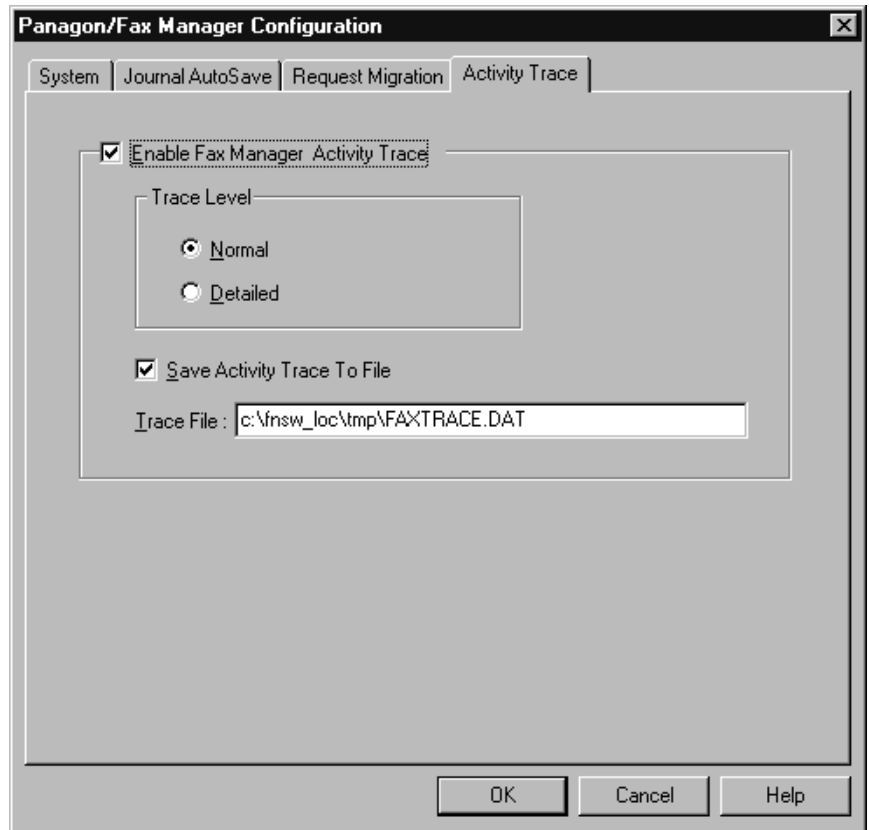 Panagon/Fax Manager Configuration
System
Journal AutoSave
Request Migration
Activity Trace
Enable Fax Manager Activity Trace
Trace Level
Normal
Detailed
Save Activity Trace To File
Trace File : c:\fnsw_loc\tmp\FAXTRACE.DAT
OK
Cancel
Help